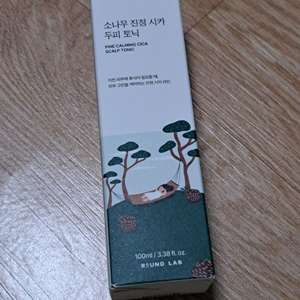 소나무 진정 시카
두피 토닉
PINE CALMING CICA
SCALP TONIC
100ml / 3.38 fl. oz.
ROUND LAB